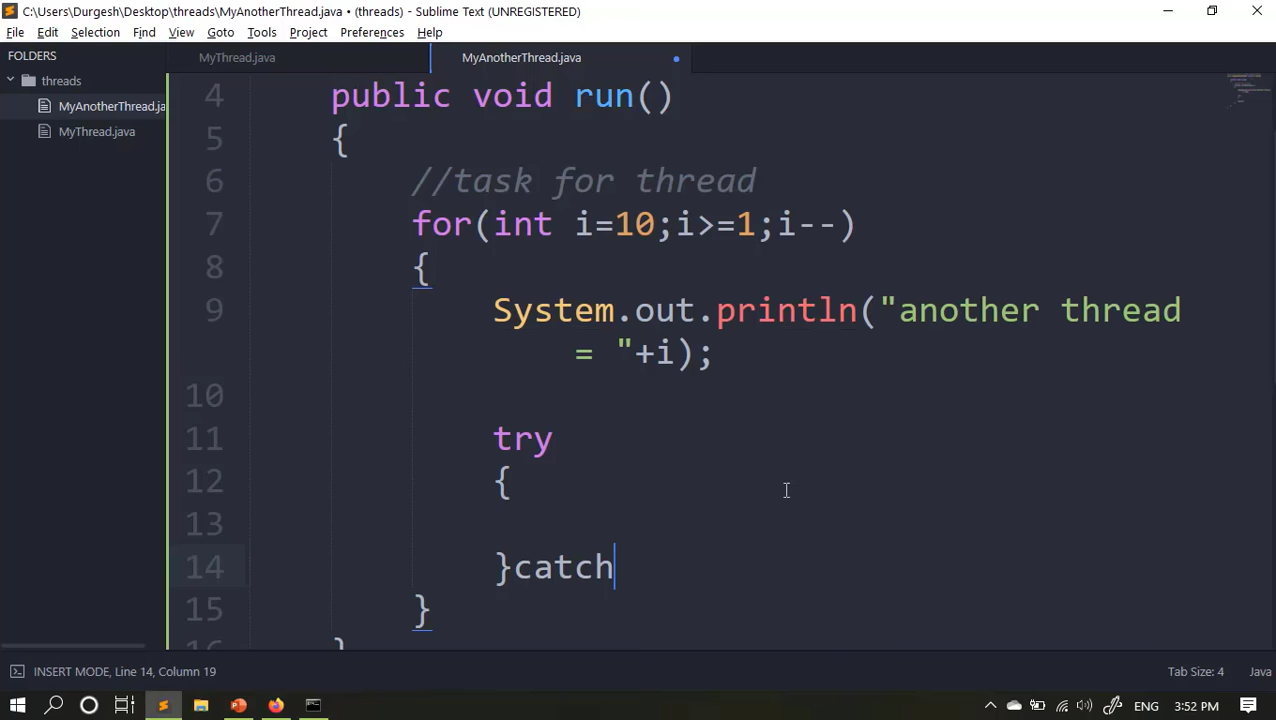 C:\Users\Durgesh\Desktop\threads\MyAnotherThread.java • (threads) - Sublime Text (UNREGISTERED)
File Edit Selection Find View Goto Tools Project Preferences Help
FOLDERS
threads
MyAnotherThread.ja
MyThread.java
MyThread.java MyAnotherThread.java
4 public void run()
5 {
6 //task for thread
7 for(int i=10;i>=1;i--)
8 {
9 System.out.println("another thread
= "+i);
10
11 try
12 {
13
14 }catch
15 }
16 }
INSERT MODE, Line 14, Column 19 Tab Size: 4 Java
ENG 3:52 PM